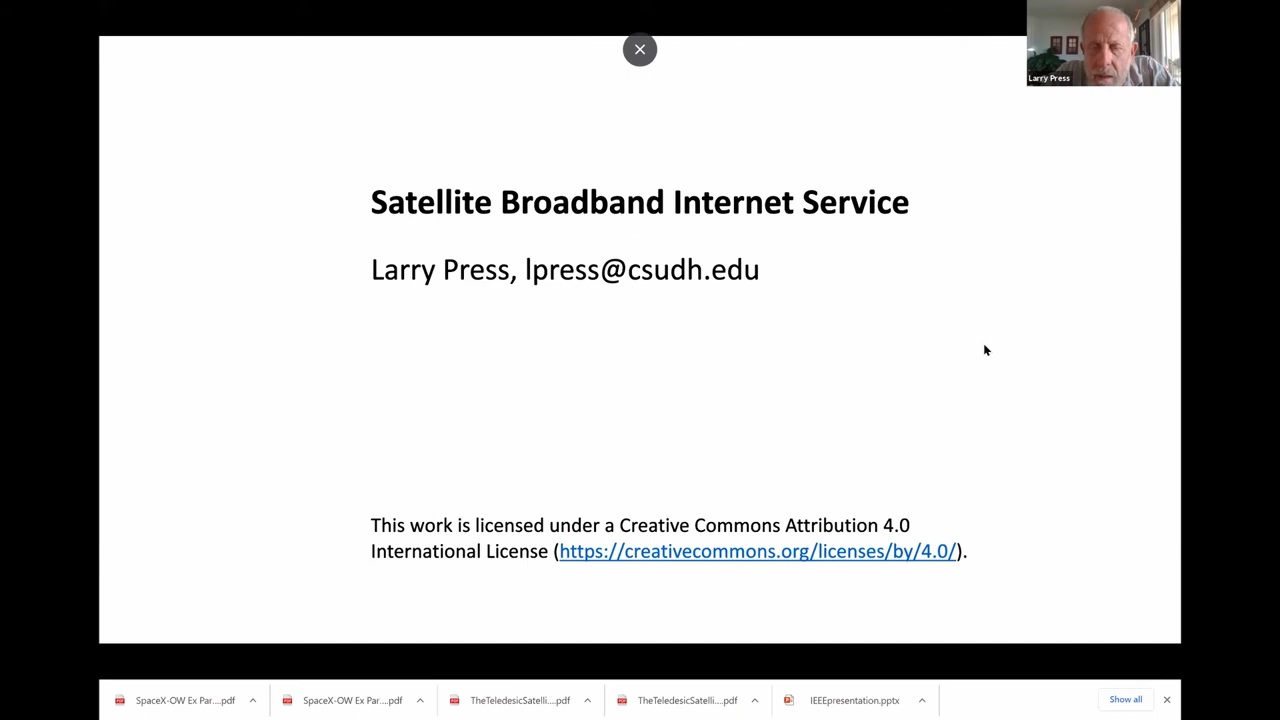 Larry Press
Satellite Broadband Internet Service
Larry Press, lpress@csudh.edu
This work is licensed under a Creative Commons Attribution 4.0
International License (https://creativecommons.org/licenses/by/4.0/).
SpaceX-OW Ex Par....pdf
SpaceX-OW Ex Par....pdf
TheTeledesicSatelli....pdf
TheTeledesicSatelli....pdf
IEEEpresentation.pptx
Show all